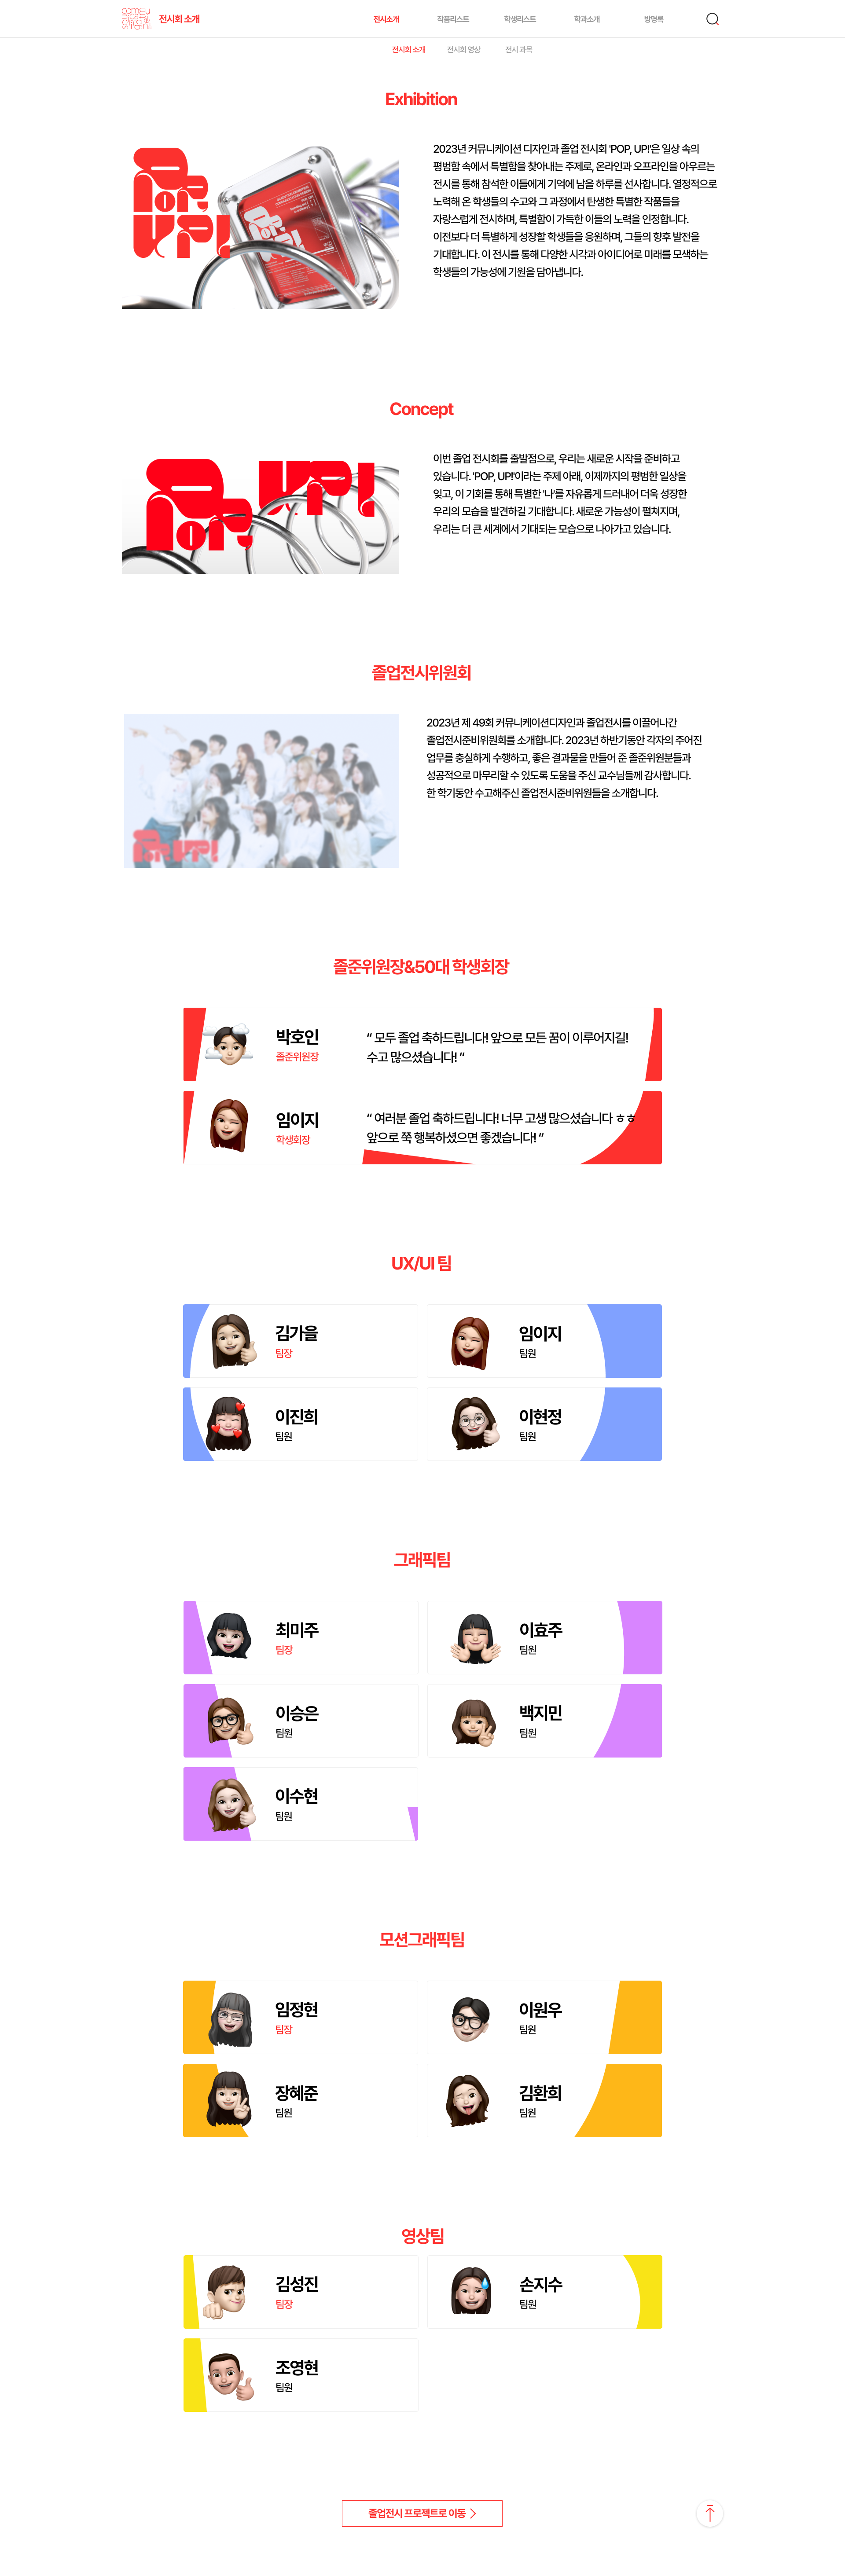 전시회 소개
전시소개
작품리스트
학생리스트
학과소개
방명록
전시회 소개
전시회 영상
전시 과목
Exhibition
POP,
UP!
2023년 커뮤니케이션 디자인과 졸업 전시회 'POP, UP!'은 일상 속의
평범함 속에서 특별함을 찾아내는 주제로, 온라인과 오프라인을 아우르는
전시를 통해 참석한 이들에게 기억에 남을 하루를 선사합니다. 열정적으로
노력해 온 학생들의 수고와 그 과정에서 탄생한 특별한 작품들을
자랑스럽게 전시하며, 특별함이 가득한 이들의 노력을 인정합니다.
이전보다 더 특별하게 성장할 학생들을 응원하며, 그들의 향후 발전을
기대합니다. 이 전시를 통해 다양한 시각과 아이디어로 미래를 모색하는
학생들의 가능성에 기원을 담아냅니다.
Concept
POP, UP!
이번 졸업 전시회를 출발점으로, 우리는 새로운 시작을 준비하고
있습니다. 'POP, UP!'이라는 주제 아래, 이제까지의 평범한 일상을
잊고, 이 기회를 통해 특별한 '나'를 자유롭게 드러내어 더욱 성장한
우리의 모습을 발견하길 기대합니다. 새로운 가능성이 펼쳐지며,
우리는 더 큰 세계에서 기대되는 모습으로 나아가고 있습니다.
졸업전시위원회
POP, UP!
2023년 제 49회 커뮤니케이션디자인과 졸업전시를 이끌어나간
졸업전시준비위원회를 소개합니다. 2023년 하반기동안 각자의 주어진
업무를 충실하게 수행하고, 좋은 결과물을 만들어 준 졸준위원분들과
성공적으로 마무리할 수 있도록 도움을 주신 교수님들께 감사합니다.
한 학기동안 수고해주신 졸업전시준비위원들을 소개합니다.
졸준위원장&50대 학생회장
박호인
졸준위원장
“ 모두 졸업 축하드립니다! 앞으로 모든 꿈이 이루어지길!
수고 많으셨습니다! “
임이지
학생회장
“ 여러분 졸업 축하드립니다! 너무 고생 많으셨습니다 ㅎㅎ
앞으로 쭉 행복하셨으면 좋겠습니다! “
UX/UI 팀
김가을
팀장
임이지
팀원
이진희
팀원
이현정
팀원
그래픽팀
최미주
팀장
이효주
팀원
이승은
팀원
백지민
팀원
이수현
팀원
모션그래픽팀
임정현
팀장
이원우
팀원
장혜준
팀원
김환희
팀원
영상팀
김성진
팀장
손지수
팀원
조영현
팀원
졸업전시 프로젝트로 이동